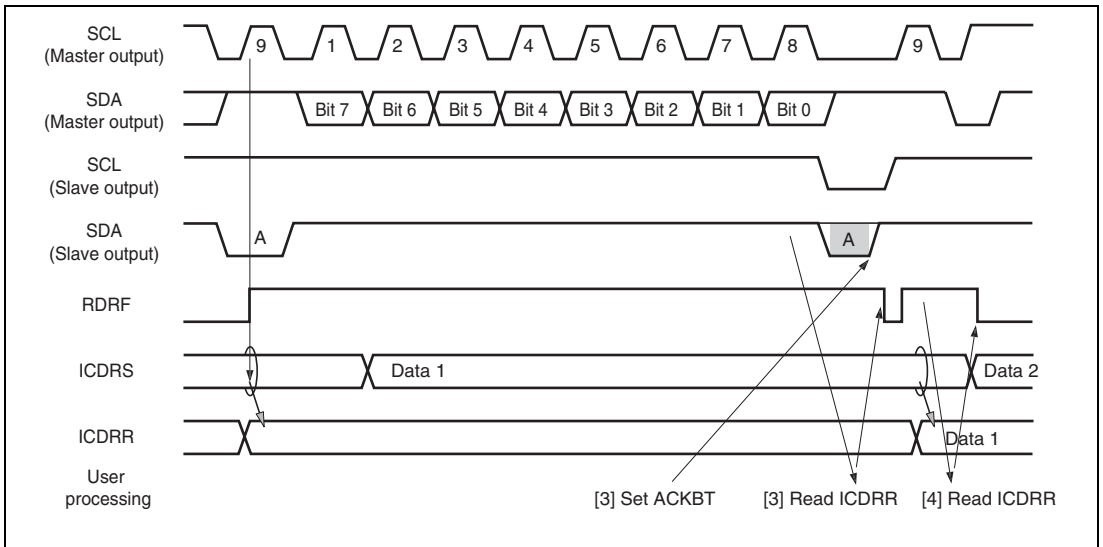 SCL
(Master output)
9 1 2 3 4 5 6 7 8 9
SDA
(Master output)
Bit 7 Bit 6 Bit 5 Bit 4 Bit 3 Bit 2 Bit 1 Bit 0
SCL
(Slave output)
SDA
(Slave output)
A A
RDRF
ICDRS
Data 1 Data 2
ICDRR
Data 1
User
processing
[3] Set ACKBT [3] Read ICDRR [4] Read ICDRR